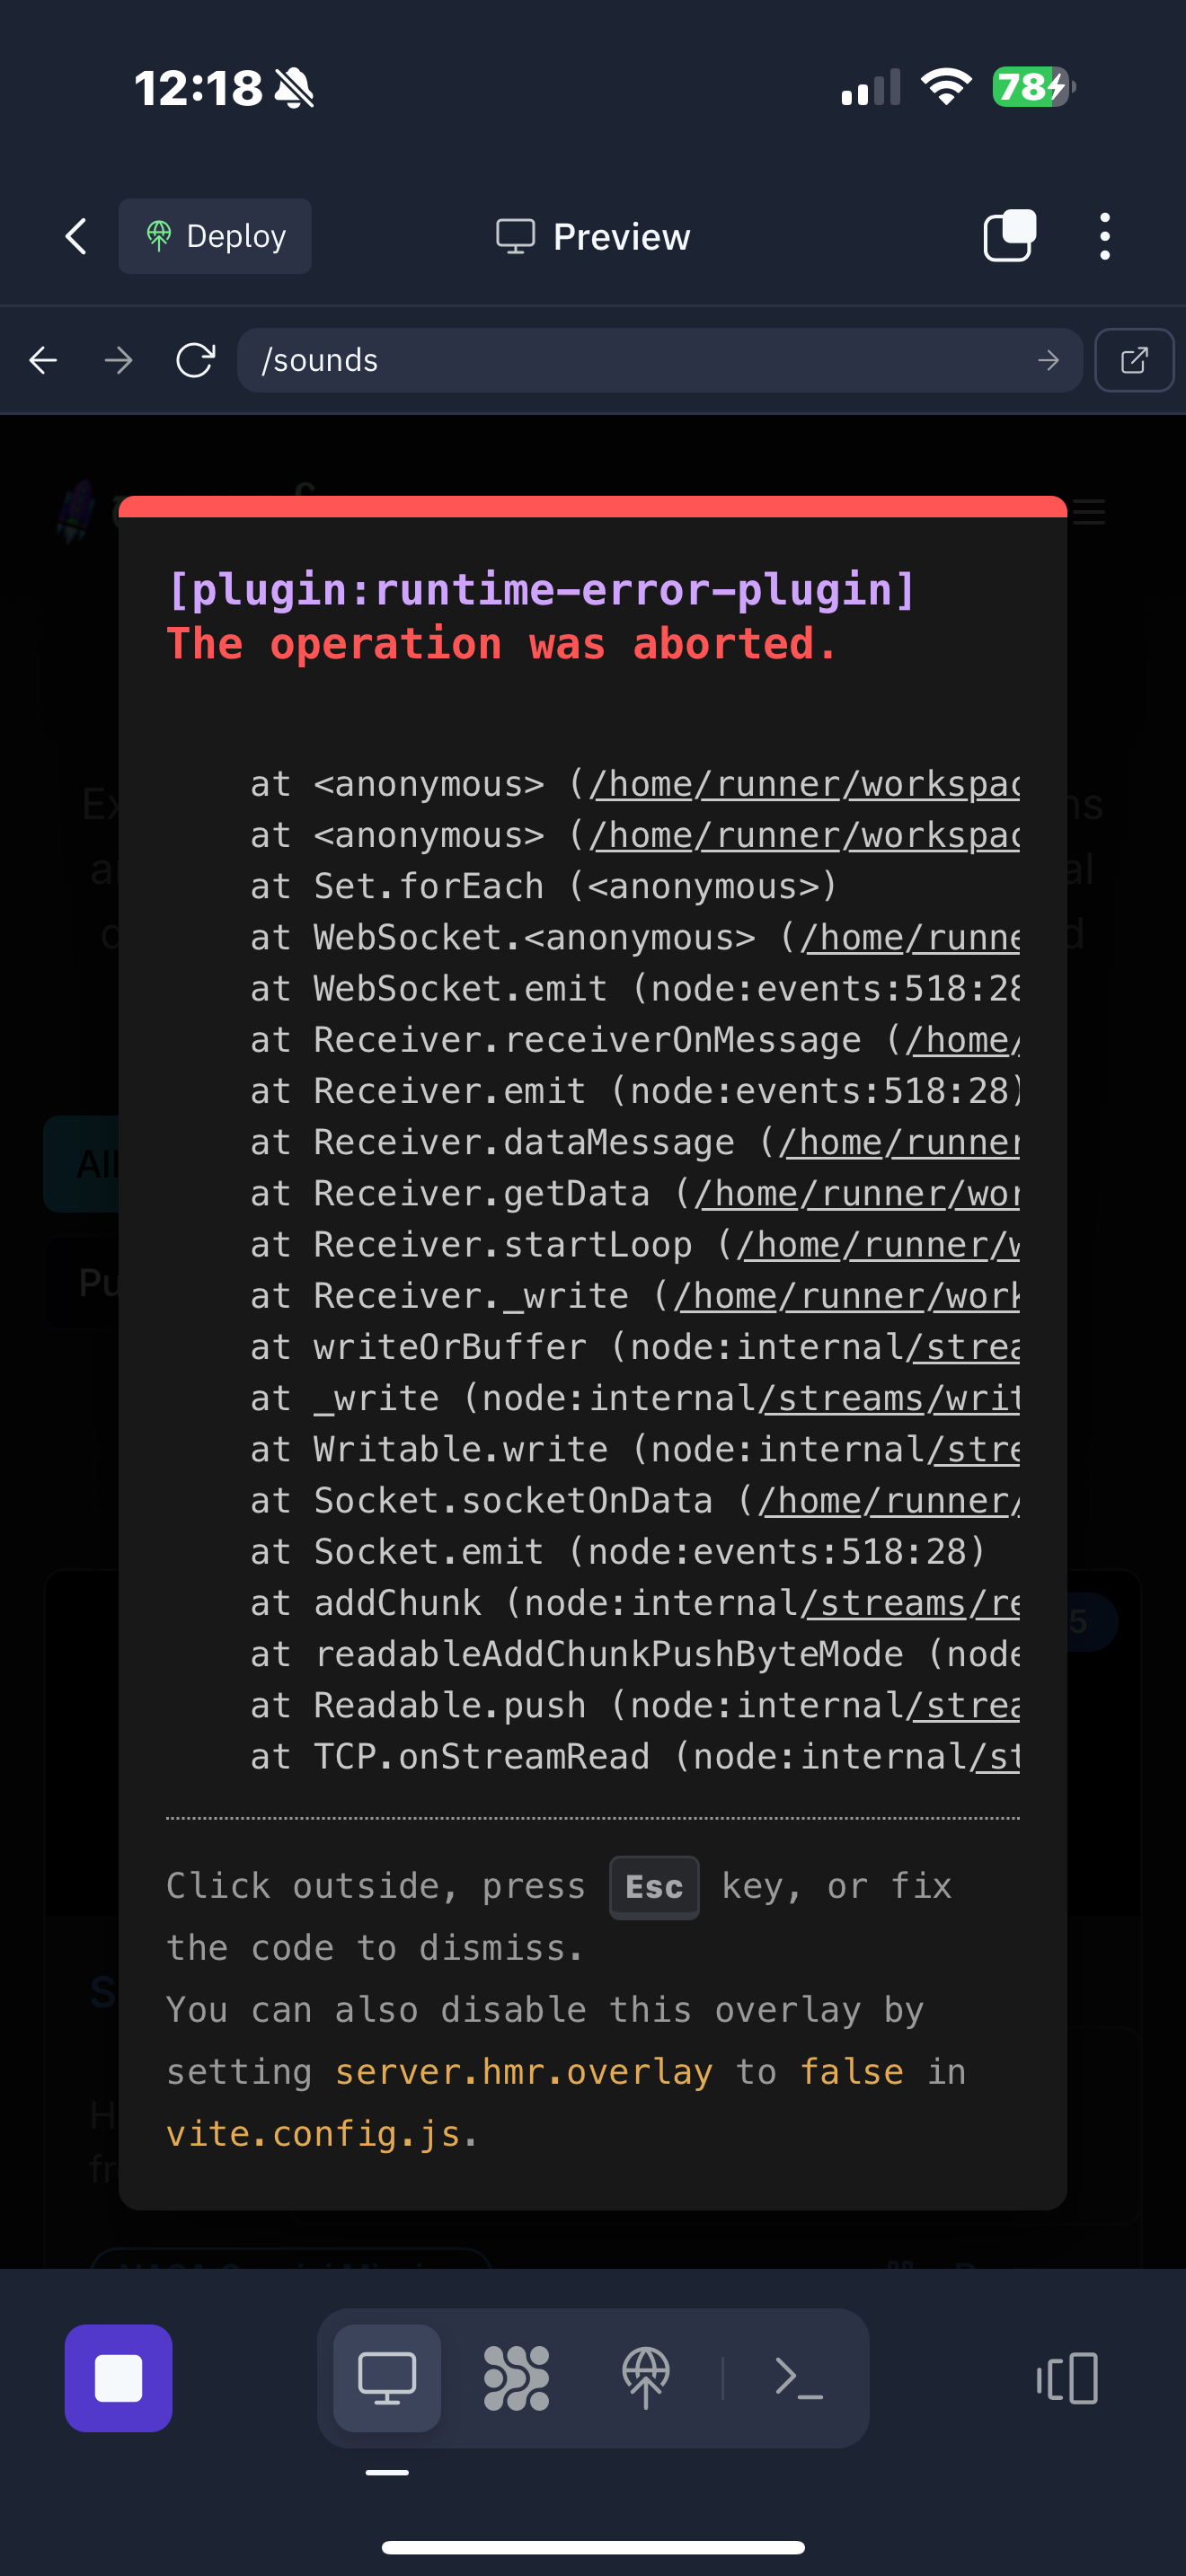 12:18
78
Deploy
Preview
/sounds
[plugin:runtime-error-plugin]
The operation was aborted.
at <anonymous> (/home/runner/workspac
at <anonymous> (/home/runner/workspac
at Set.forEach (<anonymous>)
at WebSocket.<anonymous> (/home/runne
at WebSocket.emit (node:events:518:28
at Receiver.receiverOnMessage (/home/
at Receiver.emit (node:events:518:28)
at Receiver.dataMessage (/home/runner
at Receiver.getData (/home/runner/wor
at Receiver.startLoop (/home/runner/w
at Receiver._write (/home/runner/work
at writeOrBuffer (node:internal/strea
at _write (node:internal/streams/writ
at Writable.write (node:internal/stre
at Socket.socketOnData (/home/runner/
at Socket.emit (node:events:518:28)
at addChunk (node:internal/streams/re
at readableAddChunkPushByteMode (node
at Readable.push (node:internal/strea
at TCP.onStreamRead (node:internal/st
Click outside, press Esc key, or fix
the code to dismiss.
You can also disable this overlay by
setting server.hmr.overlay to false in
vite.config.js.
All
5